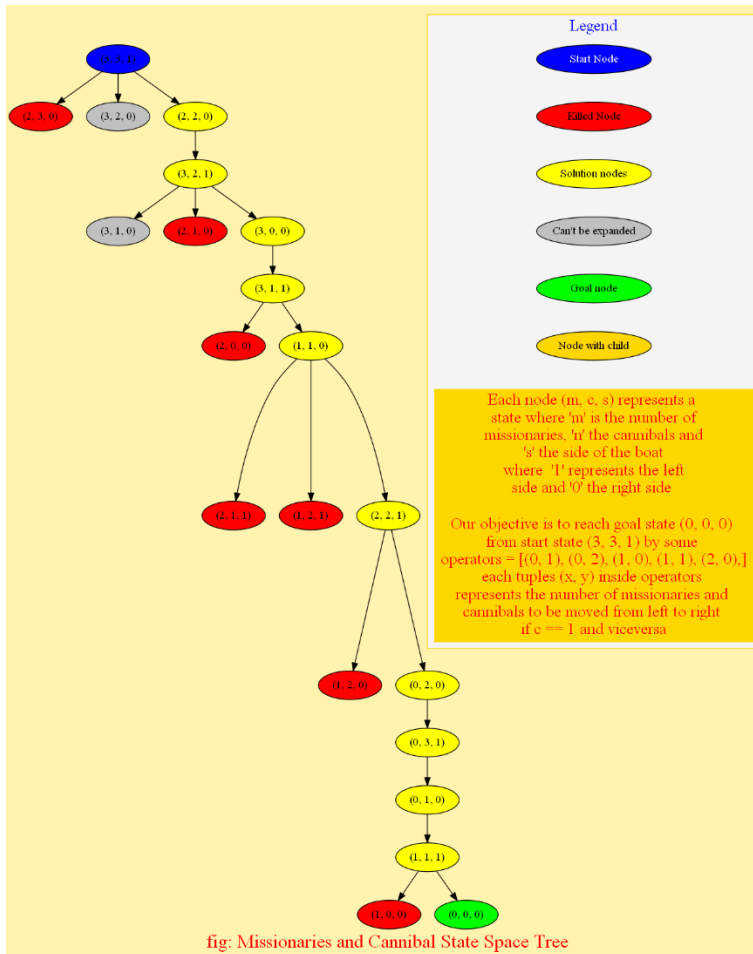 Legend
(3, 3, 1)
Start Node
(2, 3, 0)
(3, 2, 0)
(2, 2, 0)
Killed Node
(3, 2, 1)
Solution nodes
(3, 1, 0)
(2, 1, 0)
(3, 0, 0)
Can't be expanded
(3, 1, 1)
Goal node
(2, 0, 0)
(1, 1, 0)
Node with child
Each node (m, c, s) represents a
state where 'm' is the number of
missionaries, 'n' the cannibals and
's' the side of the boat
where '1' represents the left
side and '0' the right side
Our objective is to reach goal state (0, 0, 0)
from start state (3, 3, 1) by some
operators = [(0, 1), (0, 2), (1, 0), (1, 1), (2, 0),]
each tuples (x, y) inside operators
represents the number of missionaries and
cannibals to be moved from left to right
if c == 1 and viceversa
(2, 1, 1)
(1, 2, 1)
(2, 2, 1)
(1, 2, 0)
(0, 2, 0)
(0, 3, 1)
(0, 1, 0)
(1, 1, 1)
(1, 0, 0)
(0, 0, 0)
fig: Missionaries and Cannibal State Space Tree